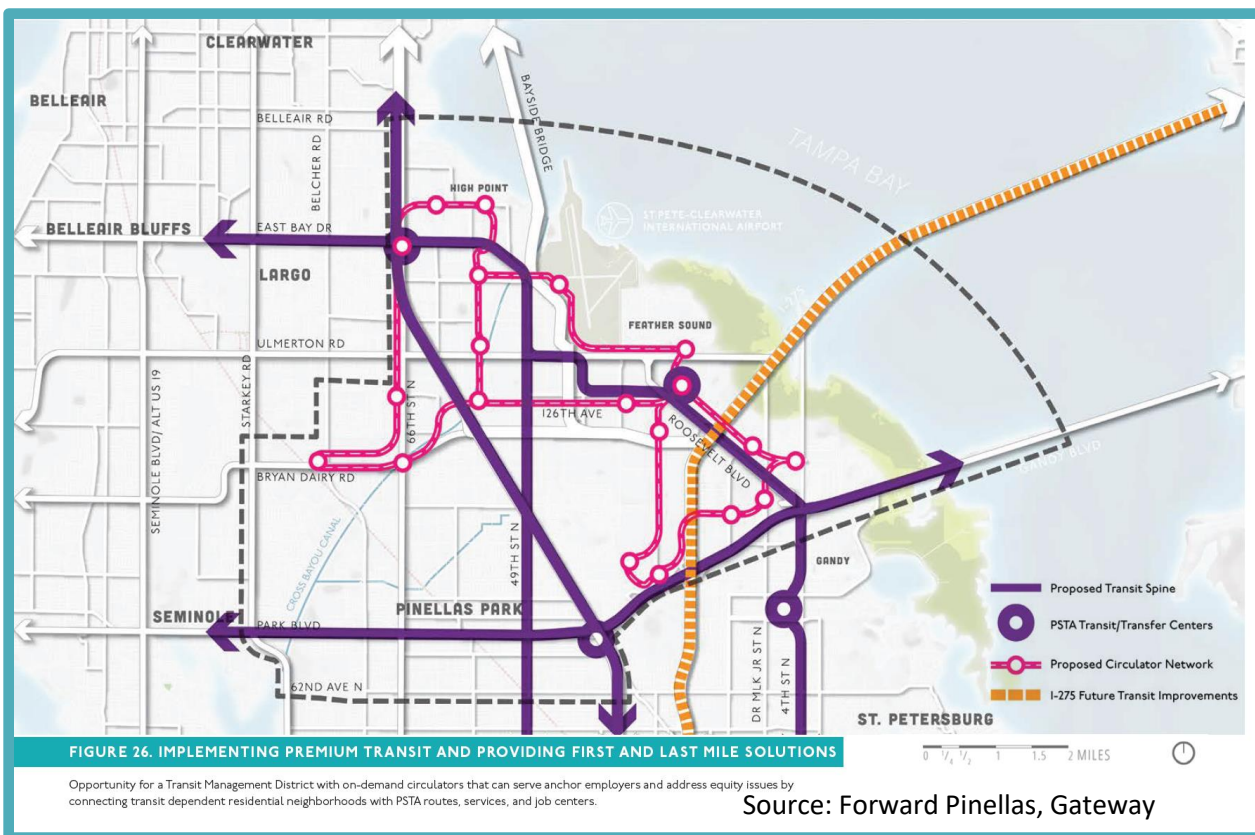 CLEARWATER
BELLEAIR
BELLEAIR RD
BELCHER RD
BAYSIDE BRIDGE
TAMPA BAY
HIGH POINT
ST PETE-CLEARWATER
INTERNATIONAL AIRPORT
BELLEAIR BLUFFS
EAST BAY DR
LARGO
I-275
FEATHER SOUND
ULMERTON RD
SEMINOLE BLVD/ ALT US 19
STARKEY RD
66TH ST N
126TH AVE
ROOSEVELT BLVD
GANDY BLVD
BRYAN DAIRY RD
CROSS BAYOU CANAL
49TH ST N
GANDY
SEMINOLE
PARK BLVD
PINELLAS PARK
62ND AVE N
DR MLK JR ST N
4TH ST N
ST. PETERSBURG
Proposed Transit Spine
PSTA Transit/Transfer Centers
Proposed Circulator Network
I-275 Future Transit Improvements
0 1/4 1/2 1 1.5 2 MILES
FIGURE 26. IMPLEMENTING PREMIUM TRANSIT AND PROVIDING FIRST AND LAST MILE SOLUTIONS
Opportunity for a Transit Management District with on-demand circulators that can serve anchor employers and address equity issues by
connecting transit dependent residential neighborhoods with PSTA routes, services, and job centers.
Source: Forward Pinellas, Gateway